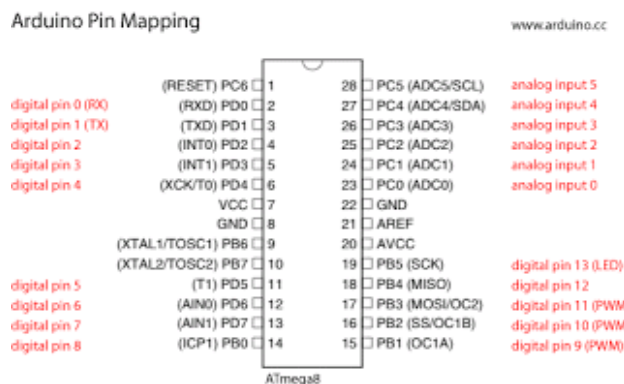 Arduino Pin Mapping www.arduino.cc
(RESET) PC6 1 28 PC5 (ADC5/SCL) analog input 5
digital pin 0 (RX) (RXD) PD0 2 27 PC4 (ADC4/SDA) analog input 4
digital pin 1 (TX) (TXD) PD1 3 26 PC3 (ADC3) analog input 3
digital pin 2 (INT0) PD2 4 25 PC2 (ADC2) analog input 2
digital pin 3 (INT1) PD3 5 24 PC1 (ADC1) analog input 1
digital pin 4 (XCK/T0) PD4 6 23 PC0 (ADC0) analog input 0
VCC 7 22 GND
GND 8 21 AREF
(XTAL1/TOSC1) PB6 9 20 AVCC
(XTAL2/TOSC2) PB7 10 19 PB5 (SCK) digital pin 13 (LED)
digital pin 5 (T1) PD5 11 18 PB4 (MISO) digital pin 12
digital pin 6 (AIN0) PD6 12 17 PB3 (MOSI/OC2) digital pin 11 (PWM
digital pin 7 (AIN1) PD7 13 16 PB2 (SS/OC1B) digital pin 10 (PWM
digital pin 8 (ICP1) PB0 14 15 PB1 (OC1A) digital pin 9 (PWM)
ATmega8